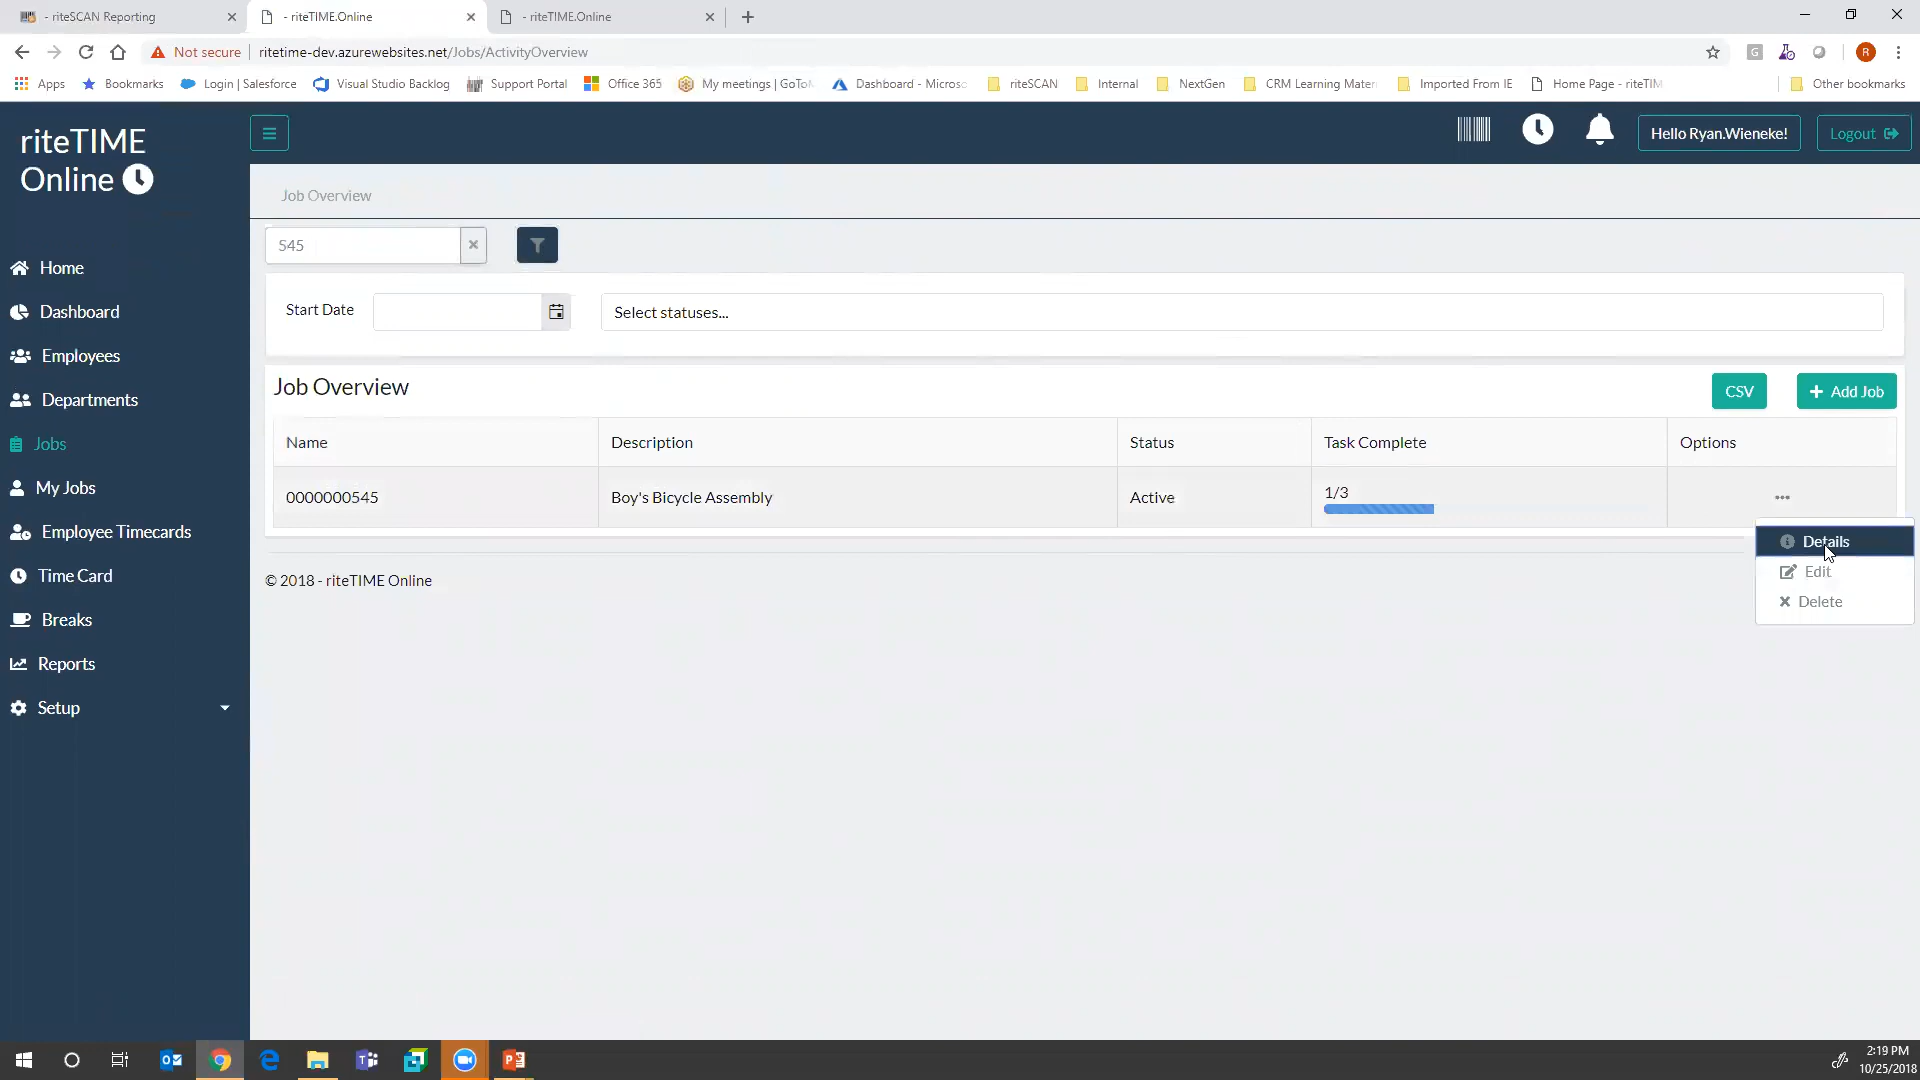 - riteSCAN Reporting
- riteTIME.Online
- riteTIME.Online
Not secure
ritetime-dev.azurewebsites.net/Jobs/ActivityOverview
G
R
Apps
Bookmarks
Login | Salesforce
Visual Studio Backlog
Support Portal
Office 365
My meetings | GoTo
Dashboard - Micros
riteSCAN
Internal
NextGen
CRM Learning Mater
Imported From IE
Home Page - riteTIM
Other bookmarks
riteTIME
Online
Hello Ryan.Wieneke!
Logout
Home
Dashboard
Employees
Departments
Jobs
My Jobs
Employee Timecards
Time Card
Breaks
Reports
Setup
Job Overview
545
Start Date
Select statuses...
Job Overview
CSV
+ Add Job
Name Description Status Task Complete Options
0000000545 Boy's Bicycle Assembly Active 1/3 •••
Details
Edit
Delete
© 2018 - riteTIME Online
2:19 PM
10/25/2018